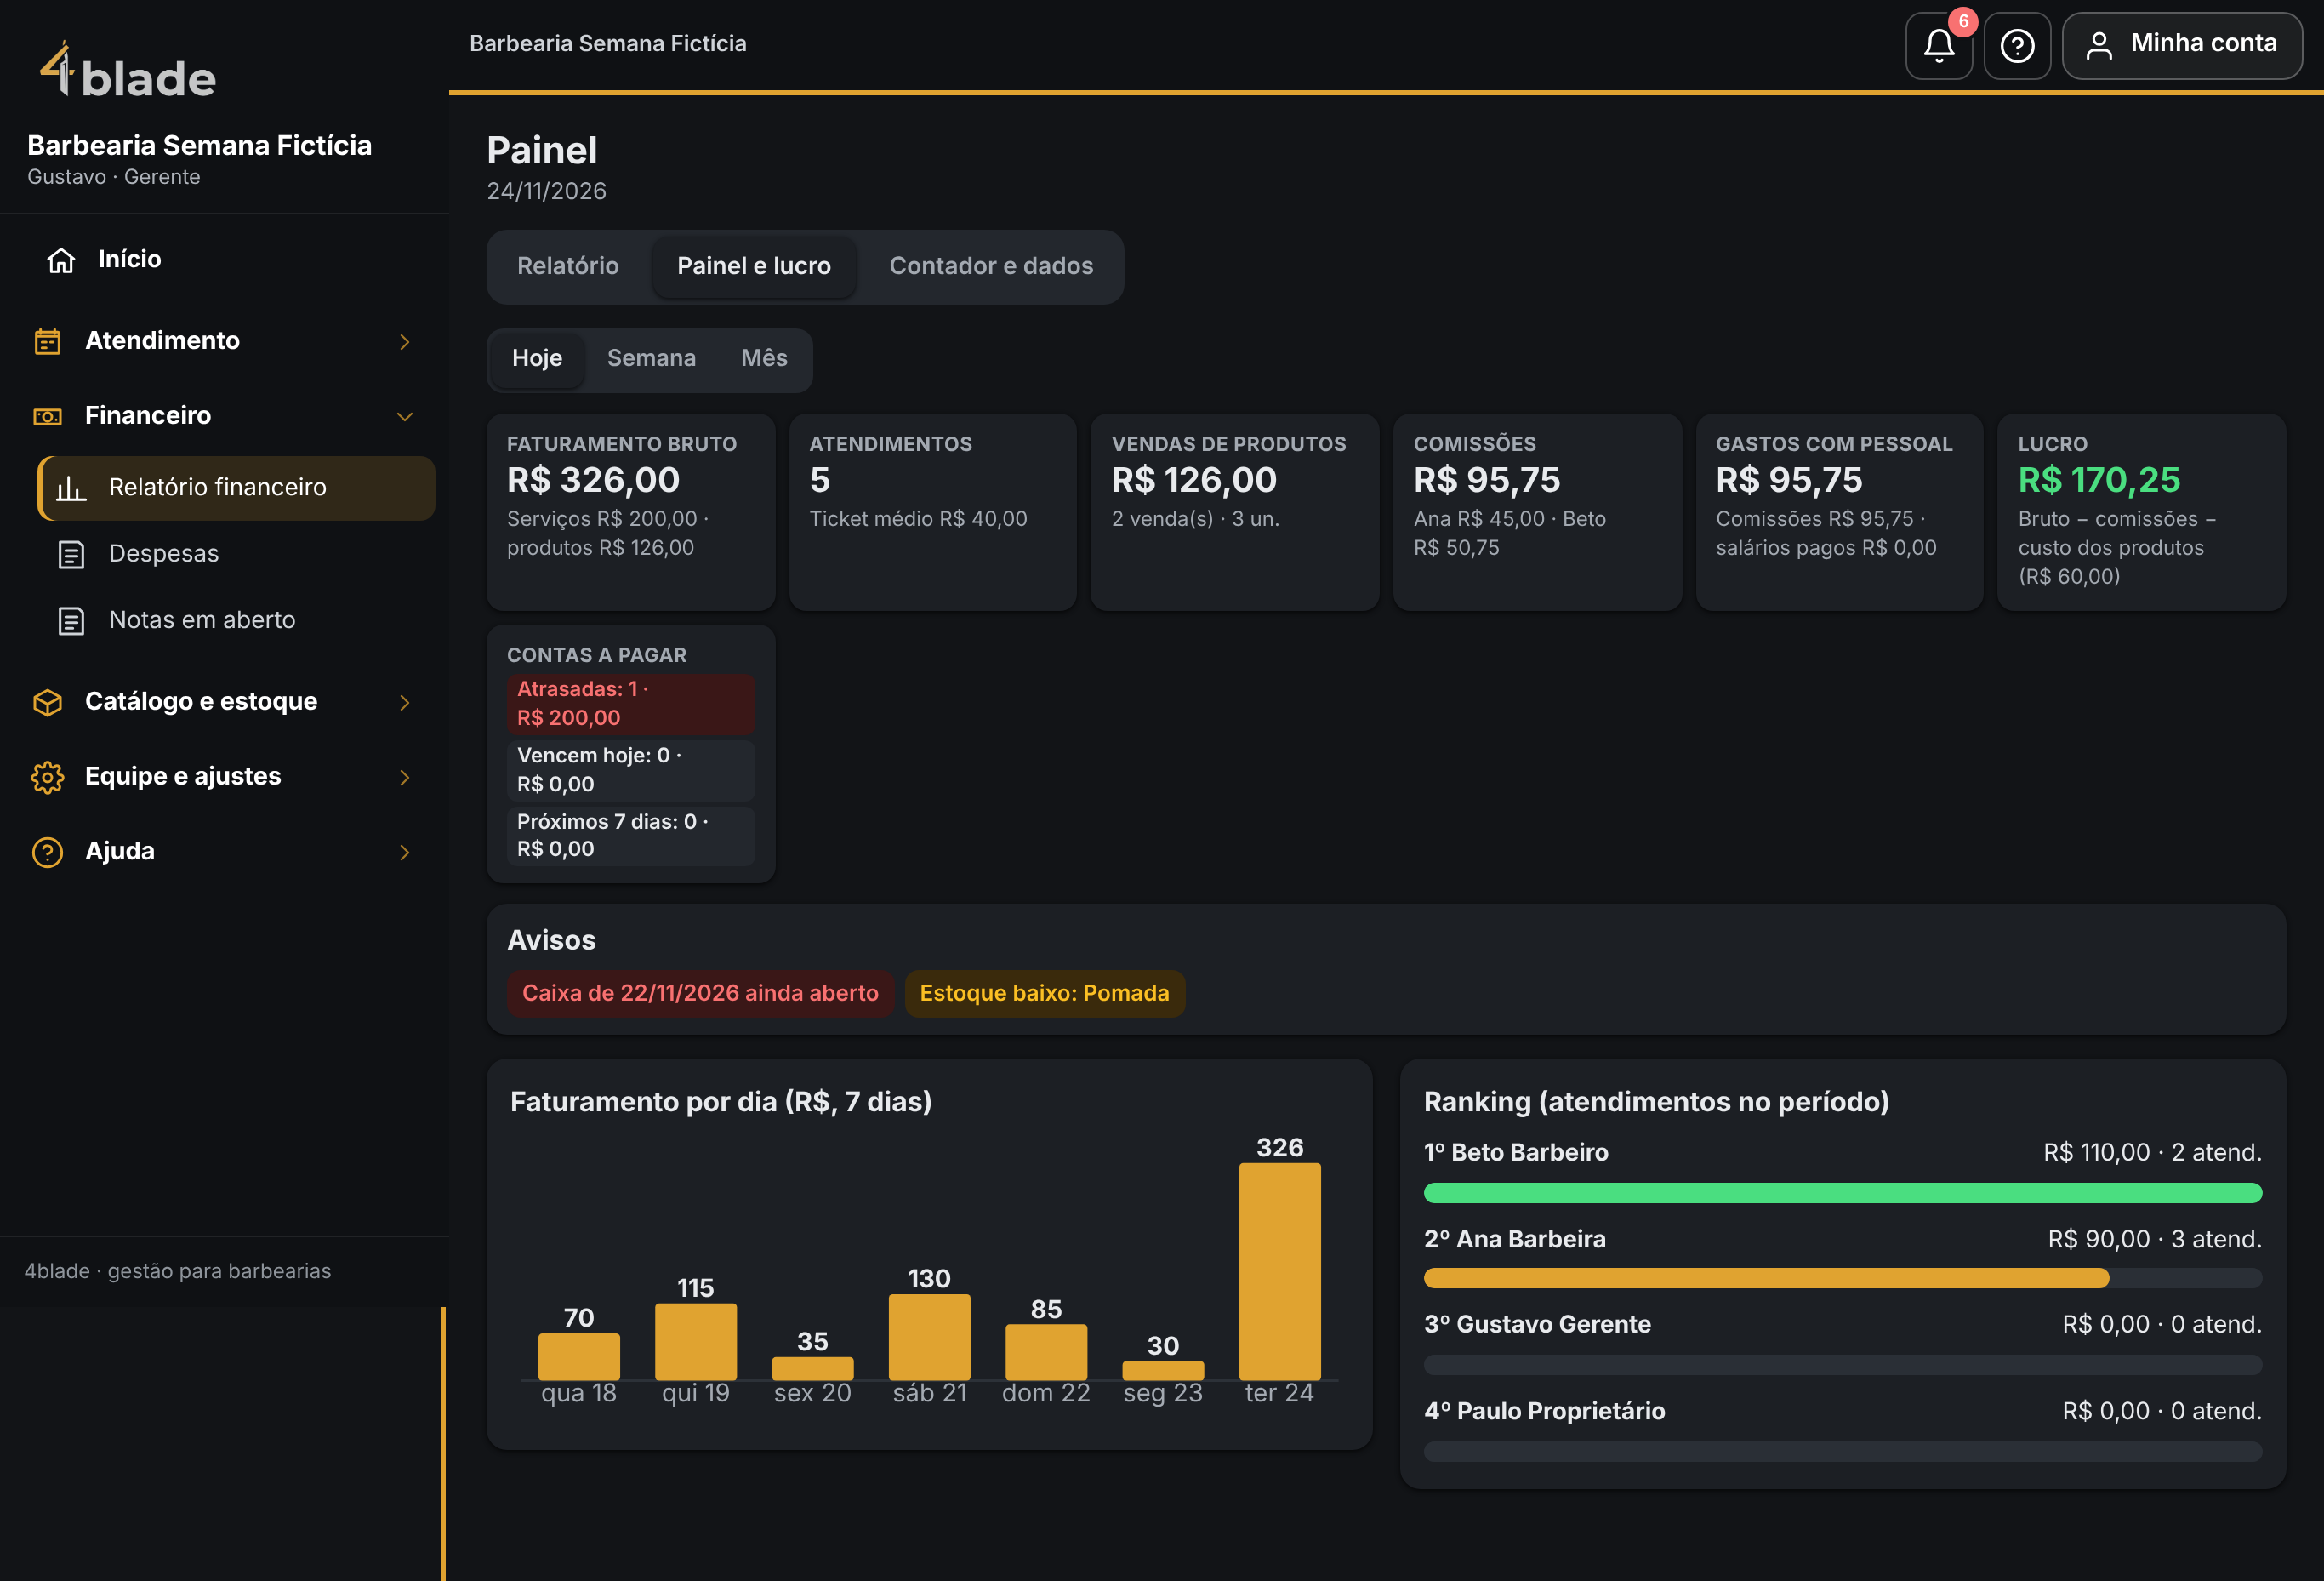 4blade
Barbearia Semana Fictícia
Gustavo · Gerente
Início
Atendimento
Financeiro
Relatório financeiro
Despesas
Notas em aberto
Catálogo e estoque
Equipe e ajustes
Ajuda
4blade · gestão para barbearias
Barbearia Semana Fictícia
6
Minha conta
Painel
24/11/2026
Relatório
Painel e lucro
Contador e dados
Hoje
Semana
Mês
FATURAMENTO BRUTO
R$ 326,00
Serviços R$ 200,00 ·
produtos R$ 126,00
ATENDIMENTOS
5
Ticket médio R$ 40,00
VENDAS DE PRODUTOS
R$ 126,00
2 venda(s) · 3 un.
COMISSÕES
R$ 95,75
Ana R$ 45,00 · Beto
R$ 50,75
GASTOS COM PESSOAL
R$ 95,75
Comissões R$ 95,75 ·
salários pagos R$ 0,00
LUCRO
R$ 170,25
Bruto – comissões –
custo dos produtos
(R$ 60,00)
CONTAS A PAGAR
Atrasadas: 1 ·
R$ 200,00
Vencem hoje: 0 ·
R$ 0,00
Próximos 7 dias: 0 ·
R$ 0,00
Avisos
Caixa de 22/11/2026 ainda aberto
Estoque baixo: Pomada
Faturamento por dia (R$, 7 dias)
70
115
35
130
85
30
326
qua 18
qui 19
sex 20
sáb 21
dom 22
seg 23
ter 24
Ranking (atendimentos no período)
1º Beto Barbeiro
R$ 110,00 · 2 atend.
2º Ana Barbeira
R$ 90,00 · 3 atend.
3º Gustavo Gerente
R$ 0,00 · 0 atend.
4º Paulo Proprietário
R$ 0,00 · 0 atend.